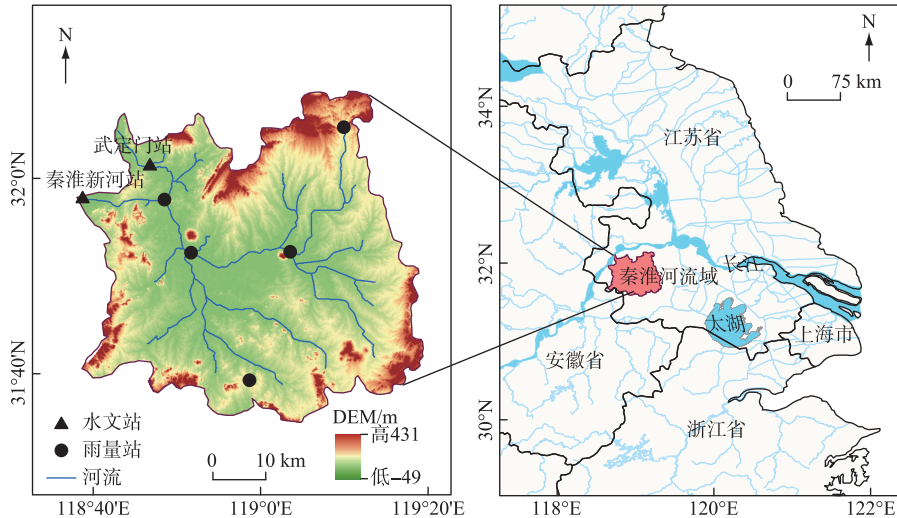 N
武定门站
秦淮新河站
32°0′N
31°40′N
水文站
雨量站
河流
0 10 km
DEM/m
高431
低-49
118°40′E
119°0′E
119°20′E
N
0 75 km
34°N
32°N
30°N
江苏省
长江
秦淮河流域
太湖
上海市
安徽省
浙江省
118°E
120°E
122°E